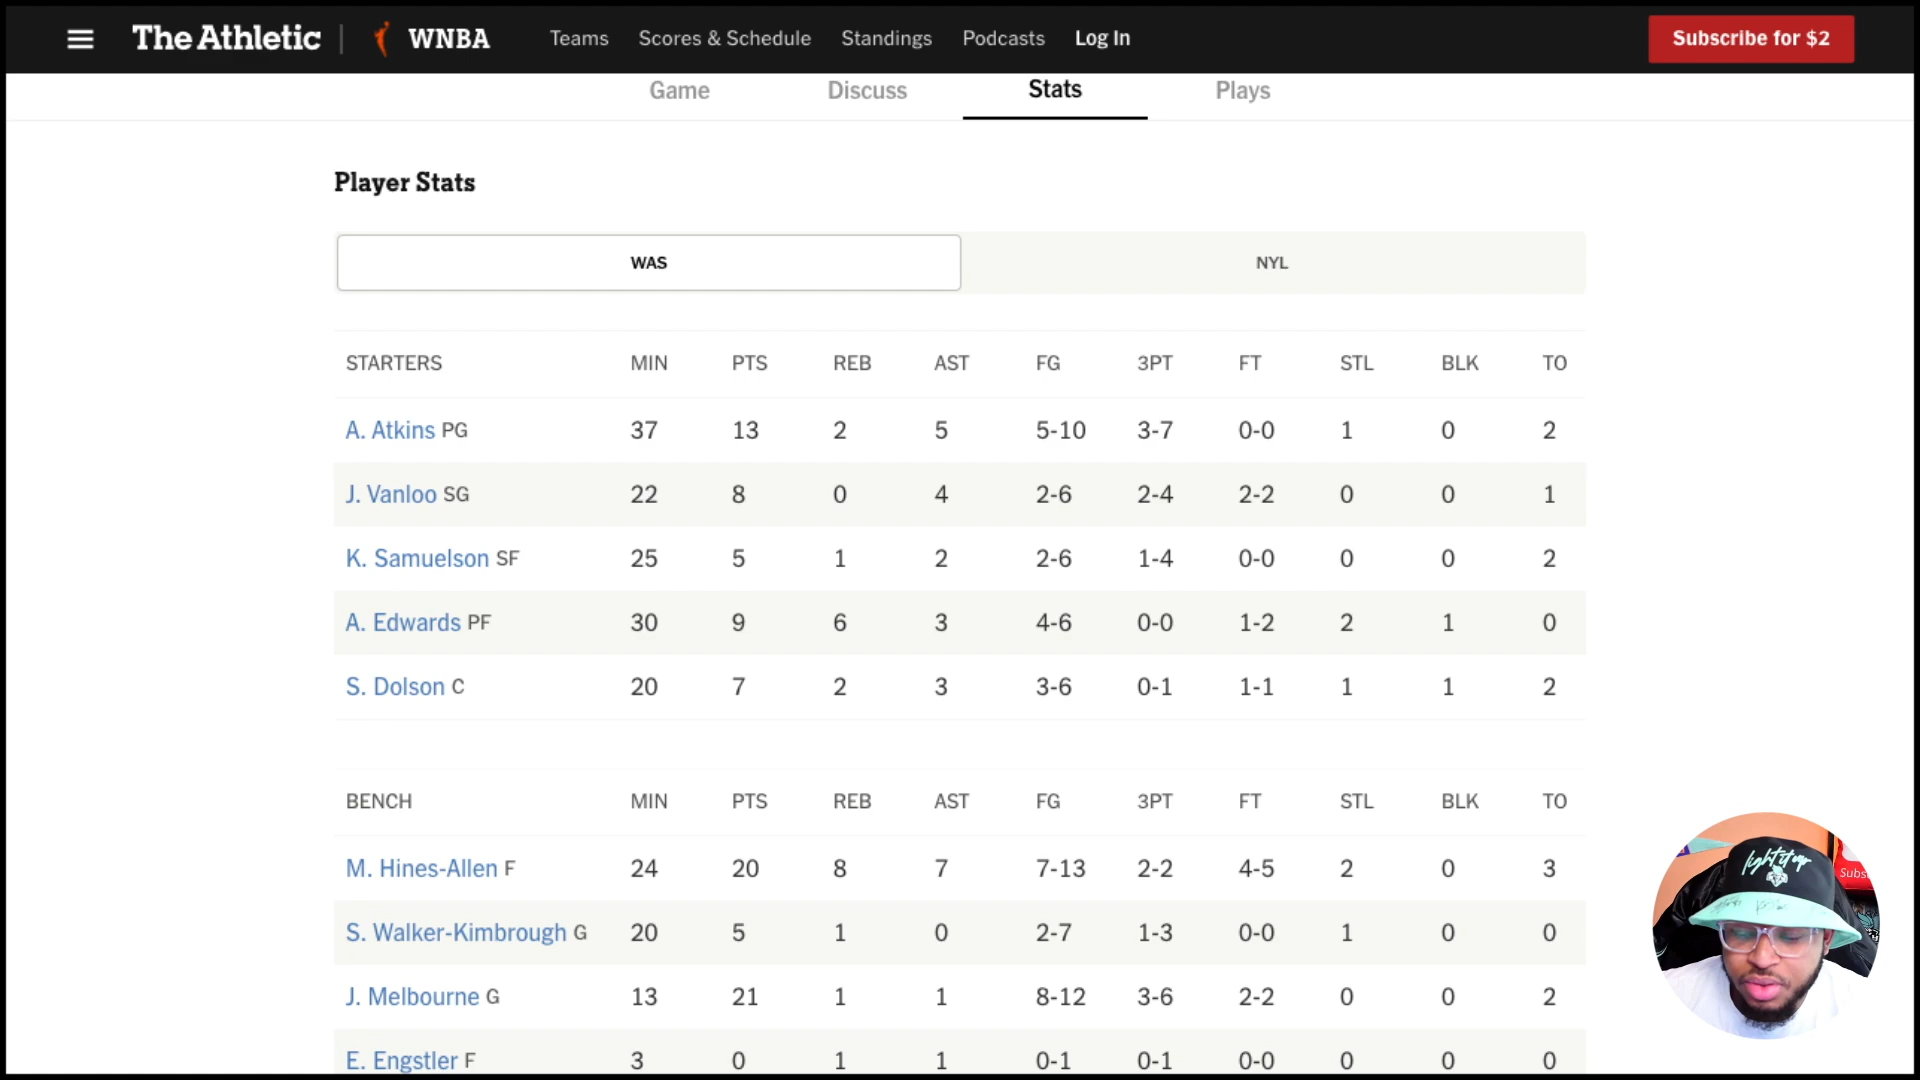 The Atletic | WNBA Teams Scores & Schedule Standings Podcasts Log In Subscribe for $2
Game Discuss Stats Plays
Player Stats
WAS NYL
STARTERS MIN PTS REB AST FG 3PT FT STL BLK TO
A. Atkins PG 37 13 2 5 5-10 3-7 0-0 1 0 2
J. Vanloo SG 22 8 0 4 2-6 2-4 2-2 0 0 1
K. Samuelson SF 25 5 1 2 2-6 1-4 0-0 0 0 2
A. Edwards PF 30 9 6 3 4-6 0-0 1-2 2 1 0
S. Dolson C 20 7 2 3 3-6 0-1 1-1 1 1 2
BENCH MIN PTS REB AST FG 3PT FT STL BLK TO
M. Hines-Allen F 24 20 8 7 7-13 2-2 4-5 2 0 3
S. Walker-Kimbrough G 20 5 1 0 2-7 1-3 0-0 1 0 0
J. Melbourne G 13 21 1 1 8-12 3-6 2-2 0 0 2
E. Engstler F 3 0 1 1 0-1 0-1 0-0 0 0 0
light it up
Subs